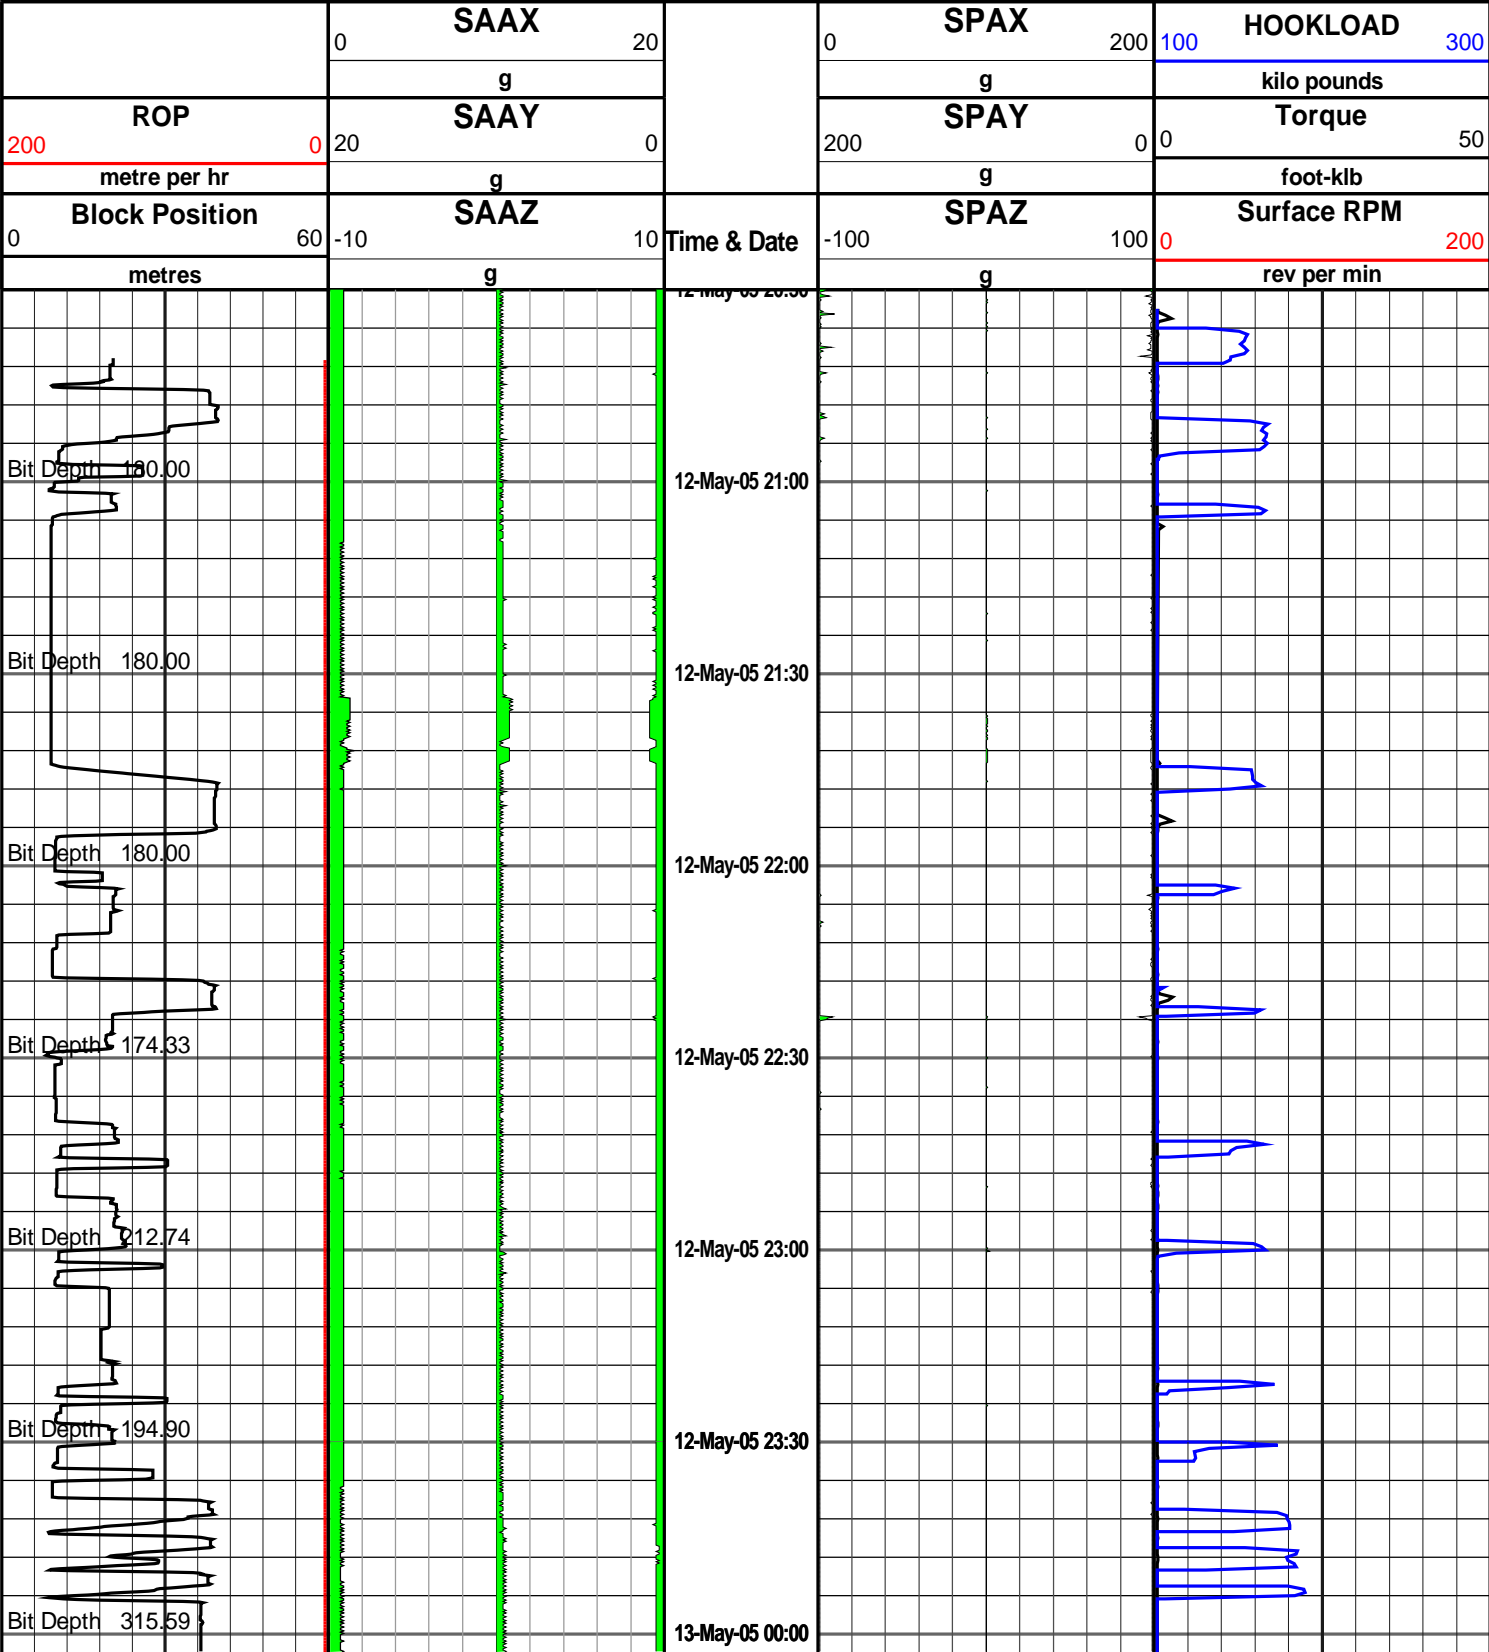 SAAX
0 20
g
SPAX
0 200
g
HOOKLOAD
100 300
kilo pounds
ROP
200 0
metre per hr
SAAY
20 0
g
SPAY
200 0
g
Torque
0 50
foot-klb
Block Position
0 60
metres
SAAZ
-10 10
g
Time & Date
SPAZ
-100 100
g
Surface RPM
0 200
rev per min
12-May-05 20:30
Bit Depth 180.00
12-May-05 21:00
Bit Depth 180.00
12-May-05 21:30
Bit Depth 180.00
12-May-05 22:00
Bit Depth 174.33
12-May-05 22:30
Bit Depth 212.74
12-May-05 23:00
Bit Depth 194.90
12-May-05 23:30
Bit Depth 315.59
13-May-05 00:00